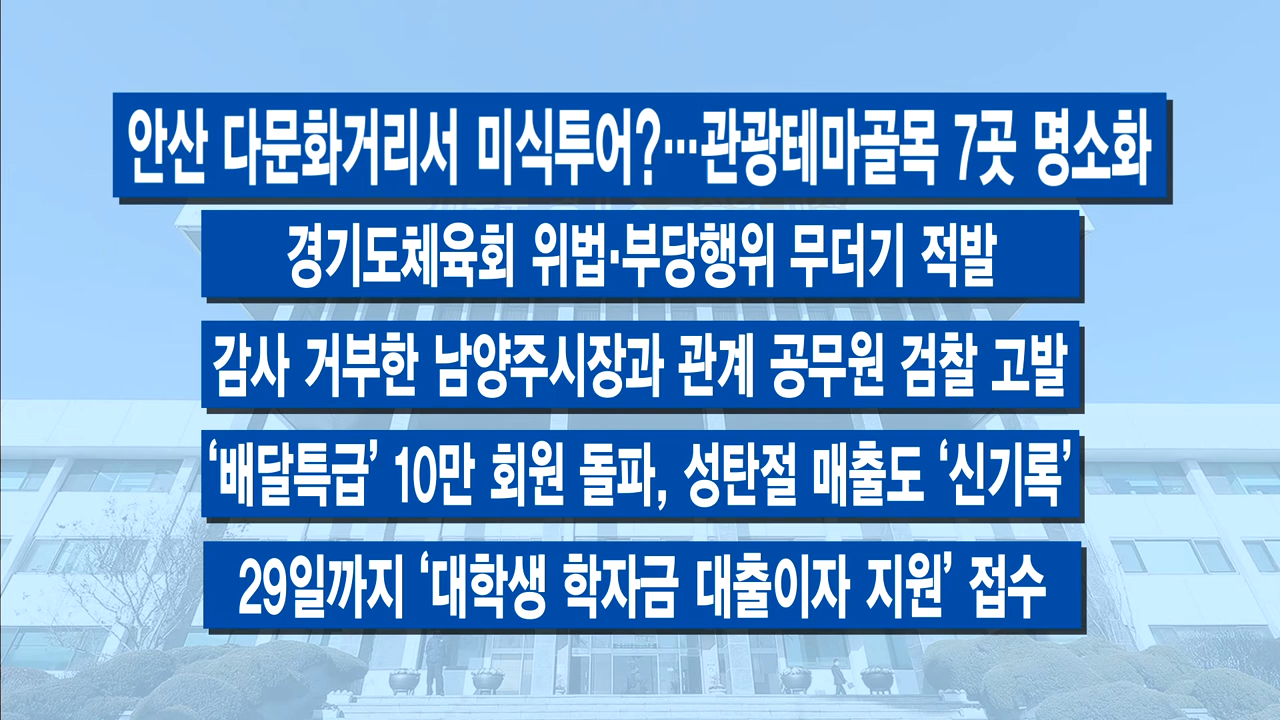 안산 다문화거리서 미식투어?…관광테마골목 7곳 명소화
경기도체육회 위법·부당행위 무더기 적발
감사 거부한 남양주시장과 관계 공무원 검찰 고발
‘배달특급’ 10만 회원 돌파, 성탄절 매출도 ‘신기록’
29일까지 ‘대학생 학자금 대출이자 지원’ 접수